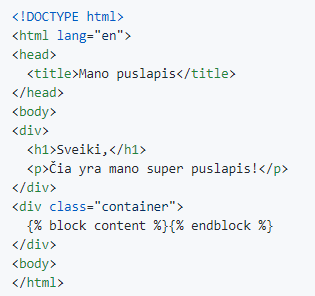 <!DOCTYPE html>
<html lang="en">
<head>
  <title>Mano puslapis</title>
</head>
<body>
<div>
  <h1>Sveiki,</h1>
  <p>Čia yra mano super puslapis!</p>
</div>
<div class="container">
  {% block content %}{% endblock %}
</div>
<body>
</html>